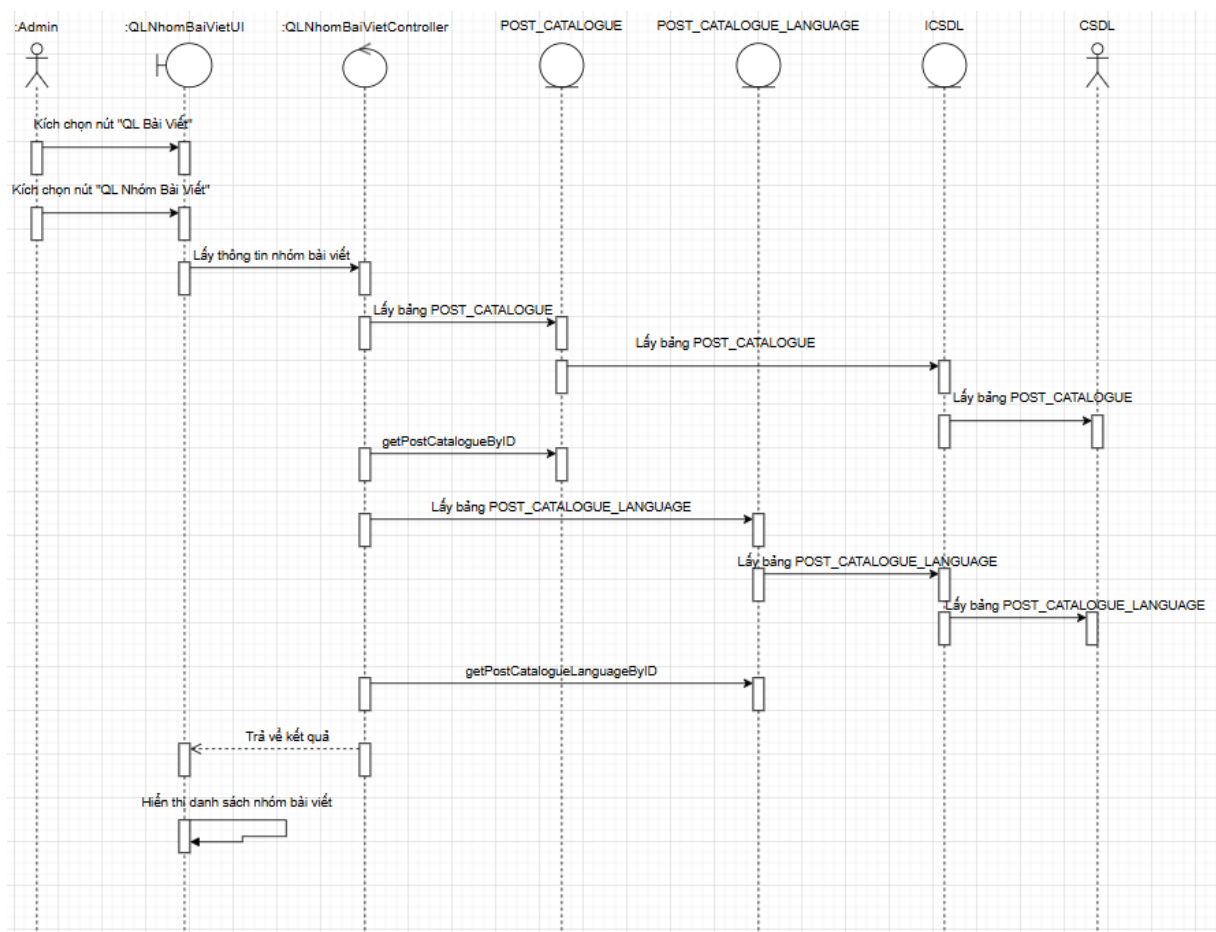 :Admin
:QLNhomBaiVietUI
:QLNhomBaiVietController
POST_CATALOGUE
POST_CATALOGUE_LANGUAGE
ICSDL
CSDL
Kích chọn nút "QL Bài Viết"
Kích chọn nút "QL Nhóm Bài Viết"
Lấy thông tin nhóm bài viết
Lấy bảng POST_CATALOGUE
Lấy bảng POST_CATALOGUE
Lấy bảng POST_CATALOGUE
getPostCatalogueByID
Lấy bảng POST_CATALOGUE_LANGUAGE
Lấy bảng POST_CATALOGUE_LANGUAGE
Lấy bảng POST_CATALOGUE_LANGUAGE
getPostCatalogueLanguageByID
Trả về kết quả
Hiển thị danh sách nhóm bài viết